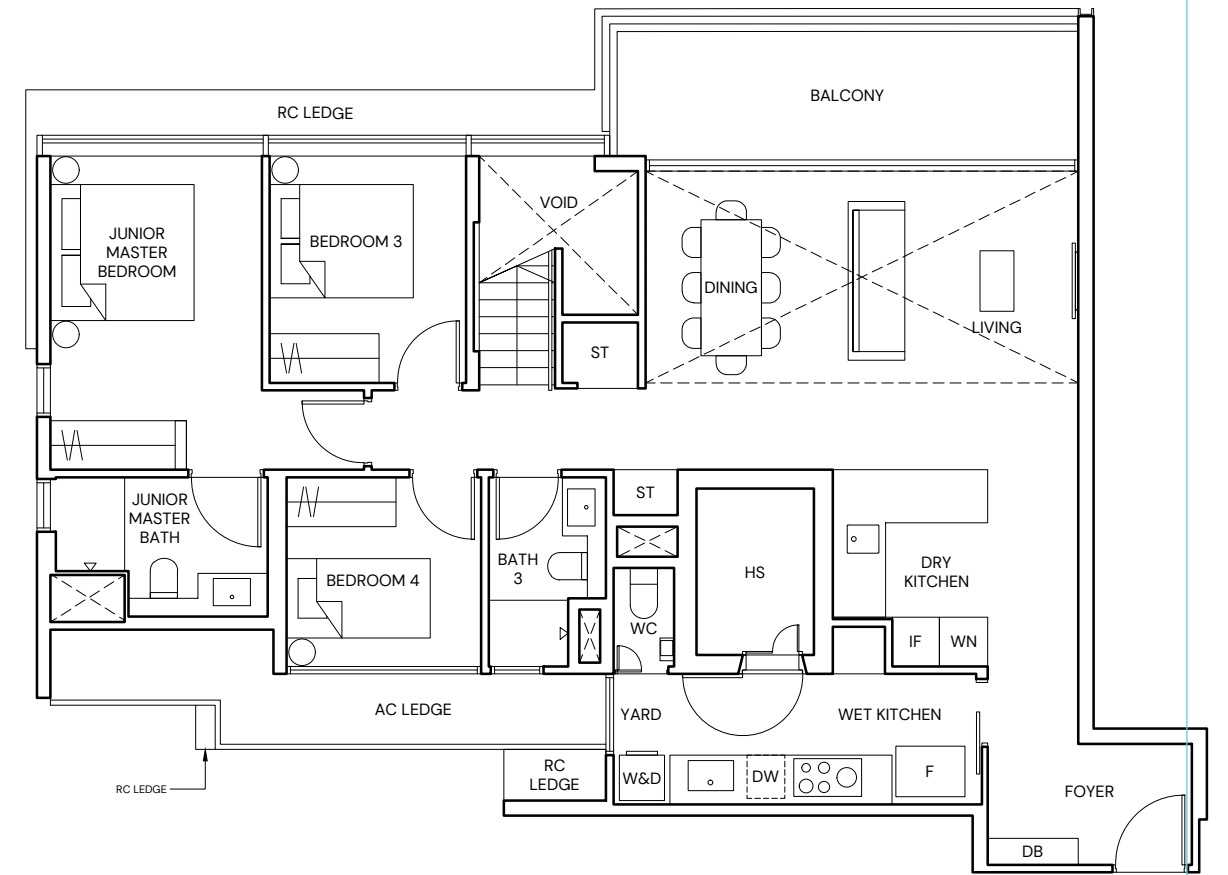 BALCONY
RC LEDGE
VOID
JUNIOR
MASTER
BEDROOM
BEDROOM 3
DINING
LIVING
ST
JUNIOR
MASTER
BATH
BEDROOM 4
BATH
3
ST
HS
DRY
KITCHEN
WC
IF
WN
AC LEDGE
YARD
WET KITCHEN
RC LEDGE
RC
LEDGE
W&D
DW
F
FOYER
DB